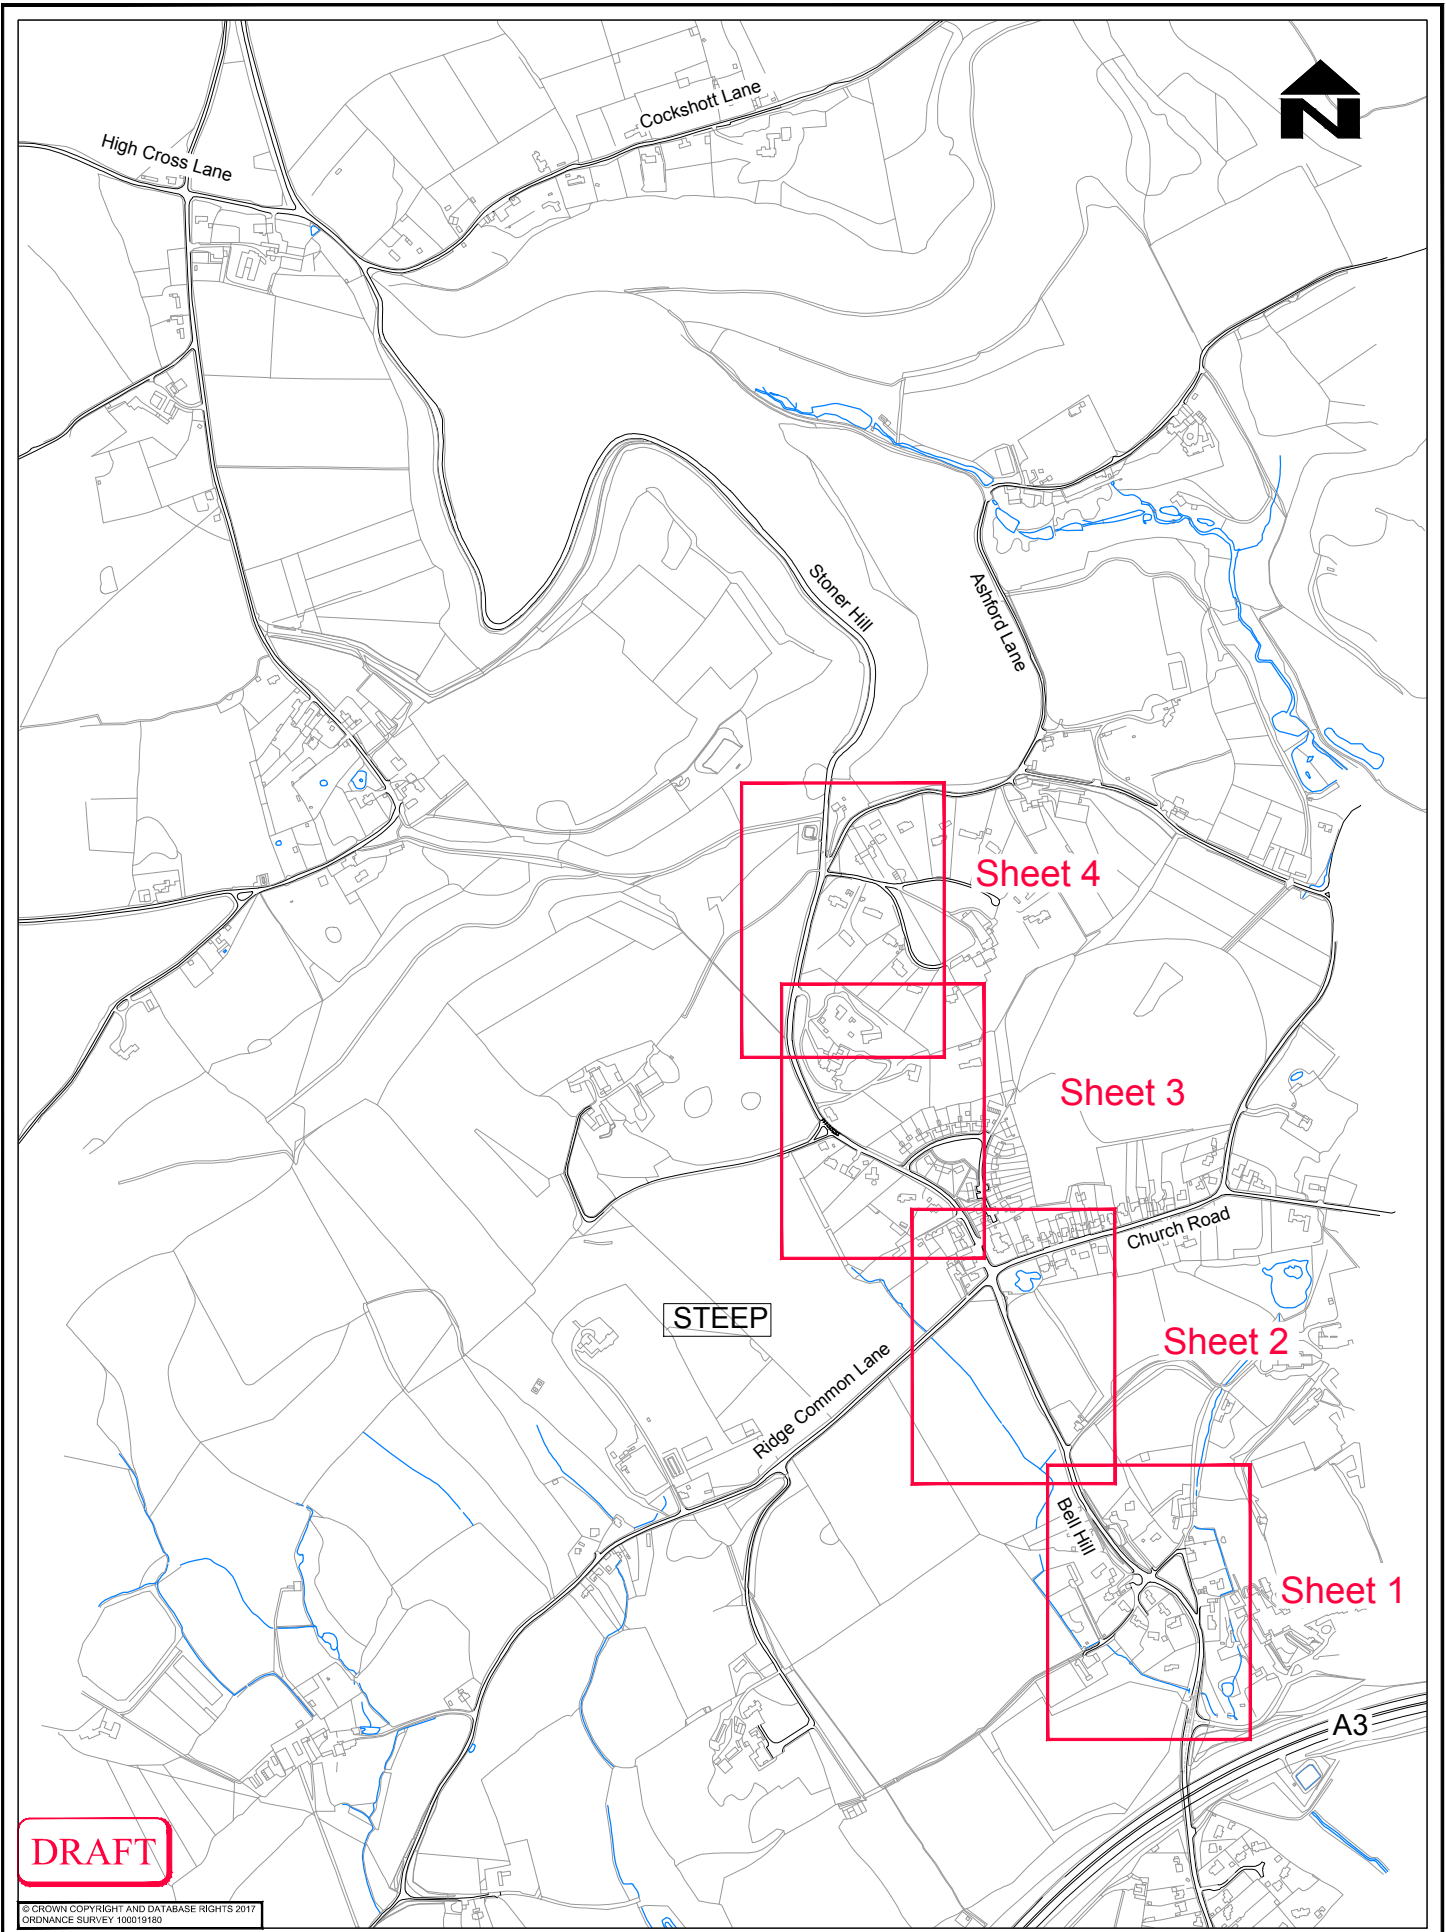 Cockshott Lane
High Cross Lane
N
Stoner Hill
Ashford Lane
Sheet 4
Sheet 3
Church Road
STEEP
Sheet 2
Ridge Common Lane
Bell Hill
Sheet 1
A3
DRAFT
© CROWN COPYRIGHT AND DATABASE RIGHTS 2017
ORDNANCE SURVEY 100019180